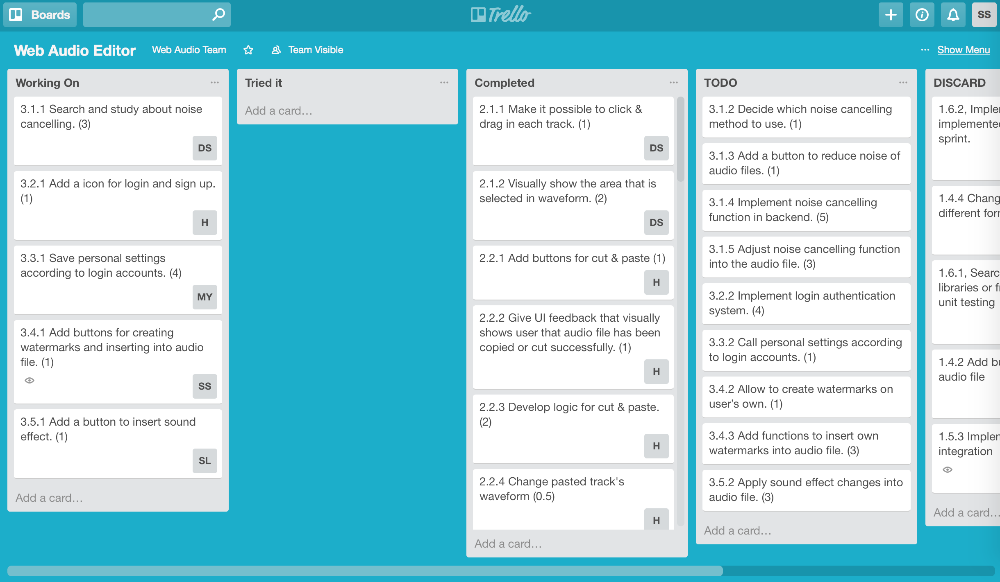 Boards
Trello
SS
Web Audio Editor
Web Audio Team
Team Visible
Show Menu
Working On
3.1.1 Search and study about noise
cancelling. (3)
DS
3.2.1 Add a icon for login and sign up.
(1)
H
3.3.1 Save personal settings
according to login accounts. (4)
MY
3.4.1 Add buttons for creating
watermarks and inserting into audio
file. (1)
SS
3.5.1 Add a button to insert sound
effect. (1)
SL
Add a card…
Tried it
Add a card…
Completed
2.1.1 Make it possible to click &
drag in each track. (1)
DS
2.1.2 Visually show the area that is
selected in waveform. (2)
DS
2.2.1 Add buttons for cut & paste (1)
H
2.2.2 Give UI feedback that visually
shows user that audio file has been
copied or cut successfully. (1)
H
2.2.3 Develop logic for cut & paste.
(2)
H
2.2.4 Change pasted track's
waveform (0.5)
H
Add a card…
TODO
3.1.2 Decide which noise cancelling
method to use. (1)
3.1.3 Add a button to reduce noise of
audio files. (1)
3.1.4 Implement noise cancelling
function in backend. (5)
3.1.5 Adjust noise cancelling function
into the audio file. (3)
3.2.2 Implement login authentication
system. (4)
3.3.2 Call personal settings according
to login accounts. (1)
3.4.2 Allow to create watermarks on
user’s own. (1)
3.4.3 Add functions to insert own
watermarks into audio file. (3)
3.5.2 Apply sound effect changes into
audio file. (3)
Add a card…
DISCARD
1.6.2,
sprint.
1.4.4
different
1.6.1,
libraries or
unit testing
1.4.2 Add
audio file
1.5.3
integration
Add a card…